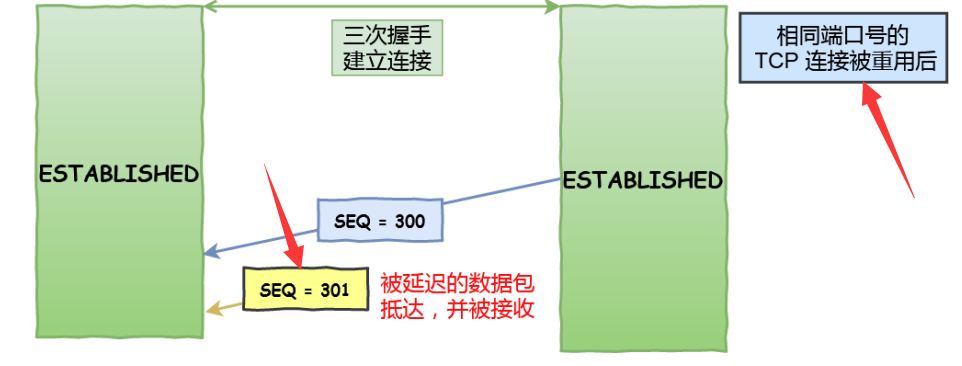 三次握手
建立连接
相同端口号的
TCP 连接被重用后
ESTABLISHED
ESTABLISHED
SEQ = 300
SEQ = 301
被延迟的数据包
抵达，并被接收